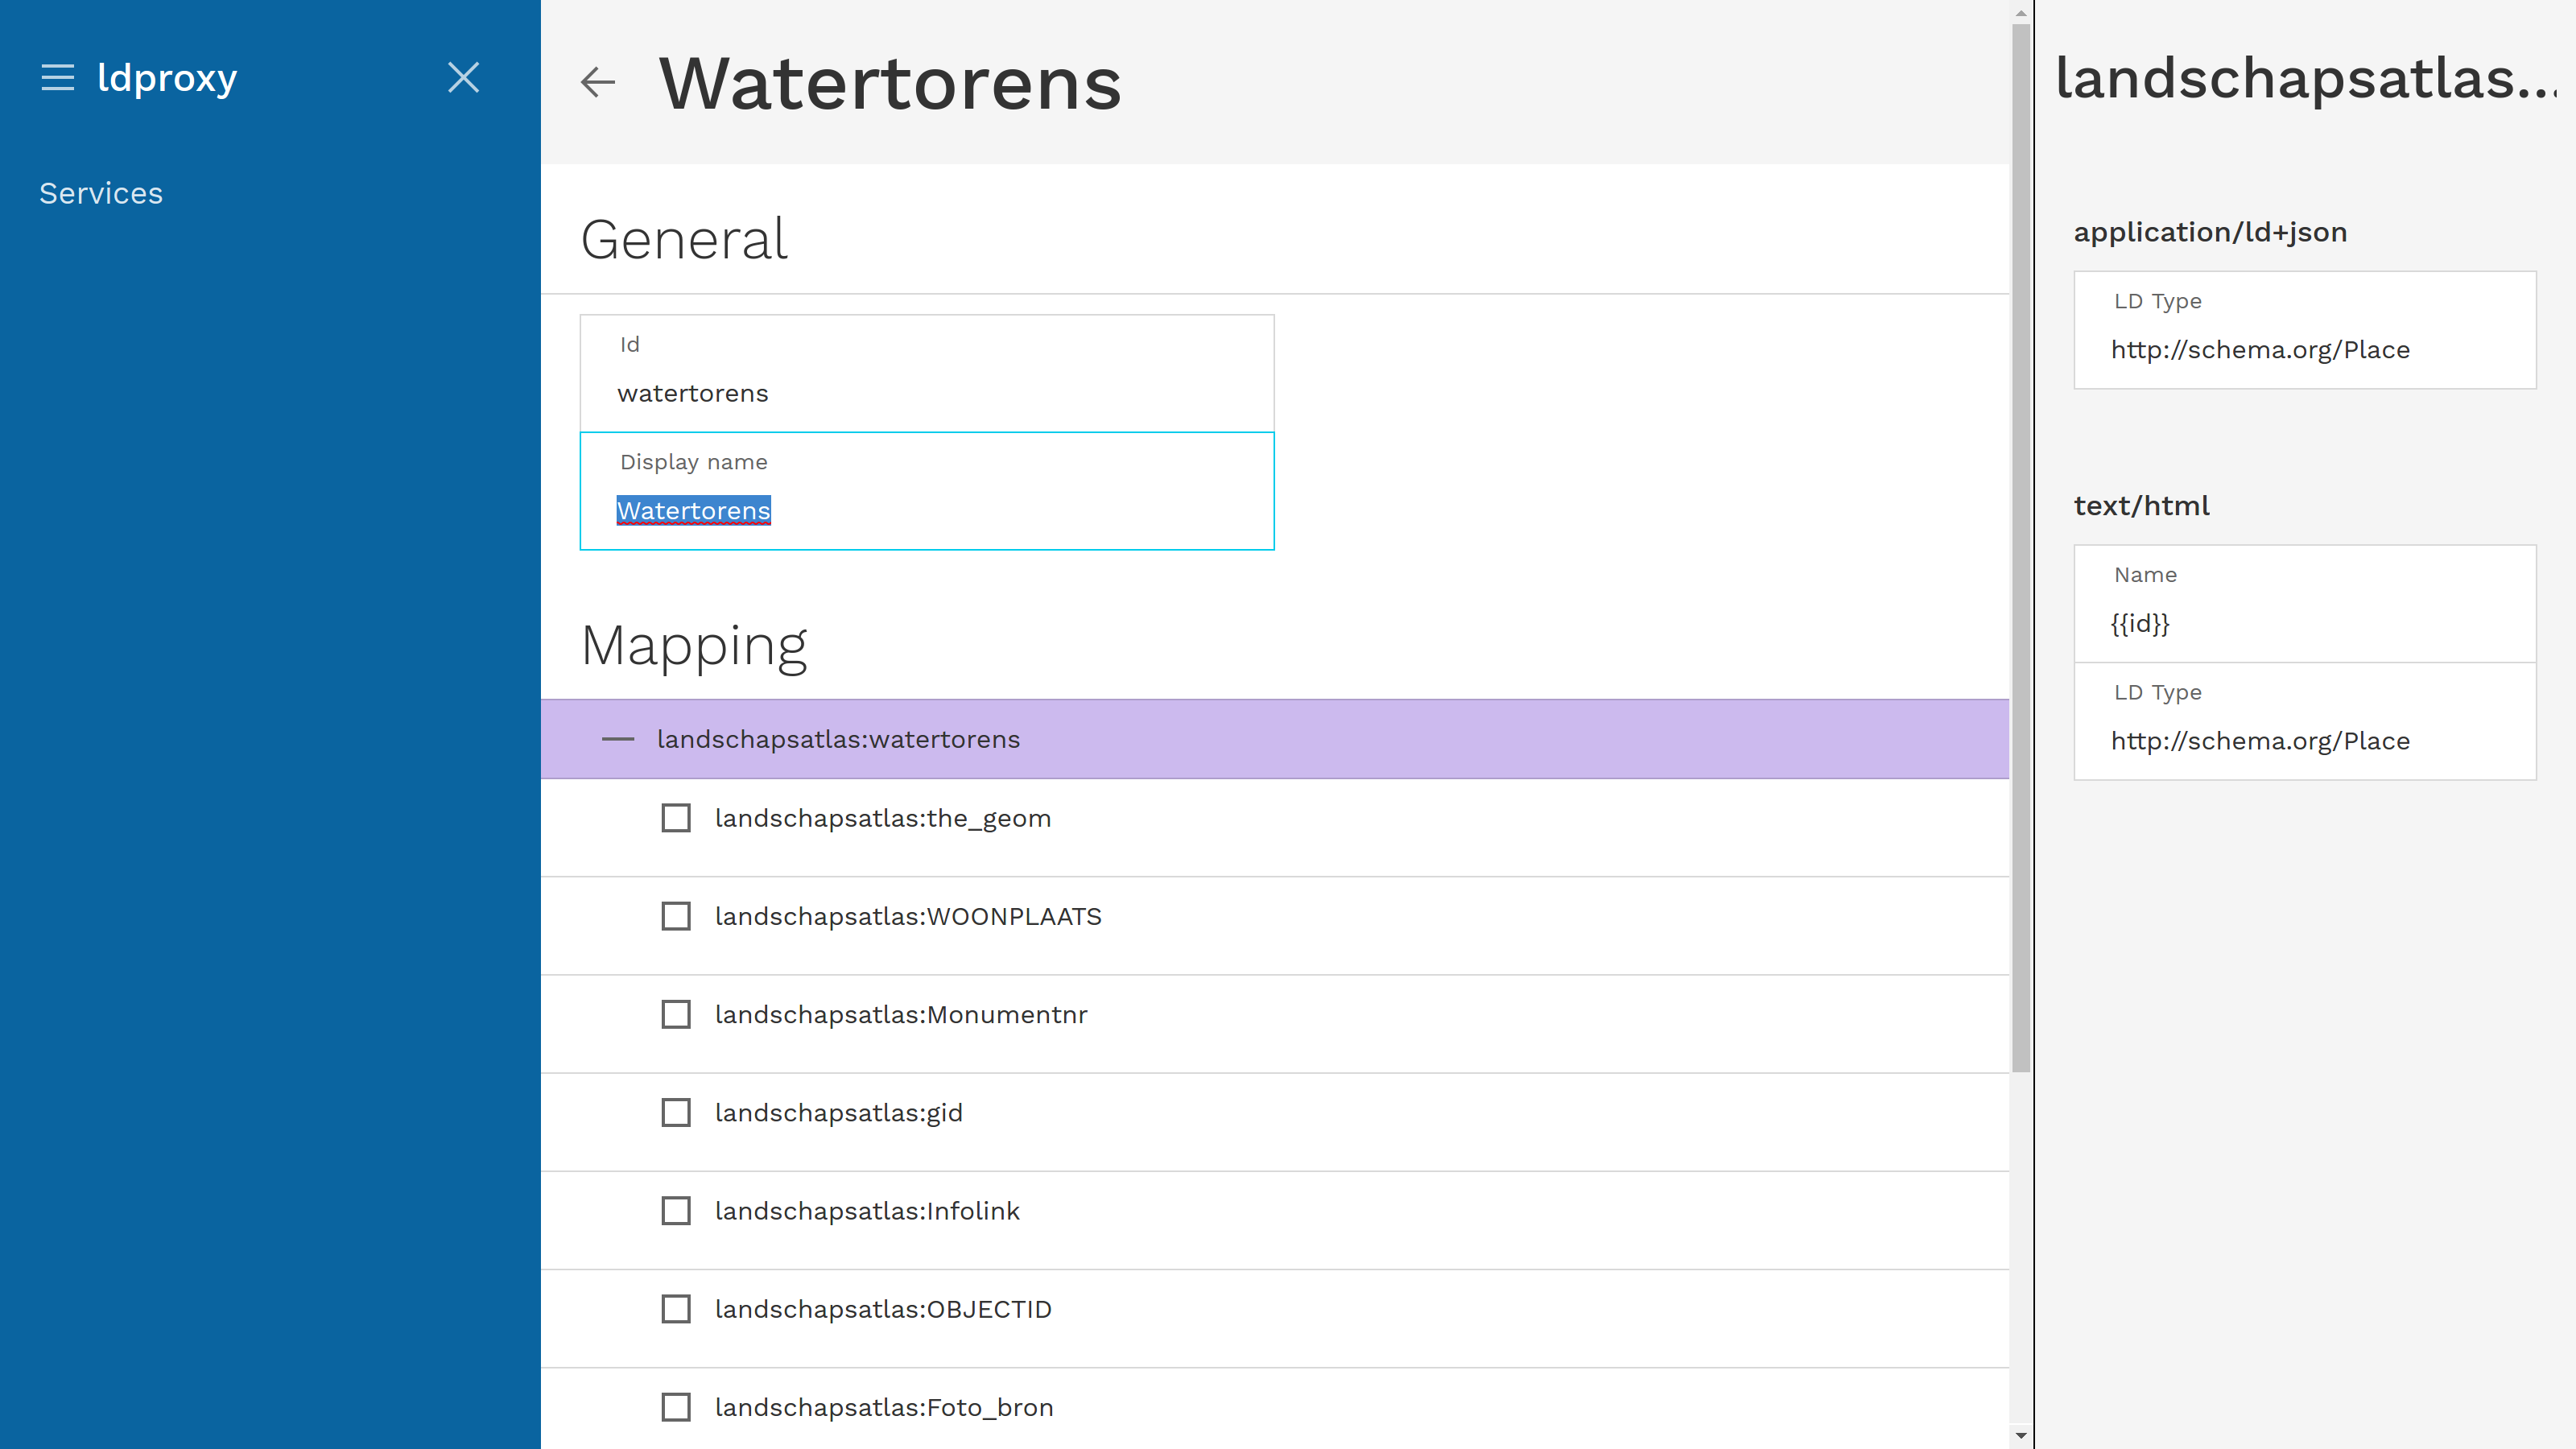 ldproxy
Services
Watertorens
General
Id
watertorens
Display name
Watertorens
Mapping
landschapsatlas:watertorens
landschapsatlas:the_geom
landschapsatlas:WOONPLAATS
landschapsatlas:Monumentnr
landschapsatlas:gid
landschapsatlas:Infolink
landschapsatlas:OBJECTID
landschapsatlas:Foto_bron
landschapsatlas...
application/ld+json
LD Type
http://schema.org/Place
text/html
Name
{{id}}
LD Type
http://schema.org/Place